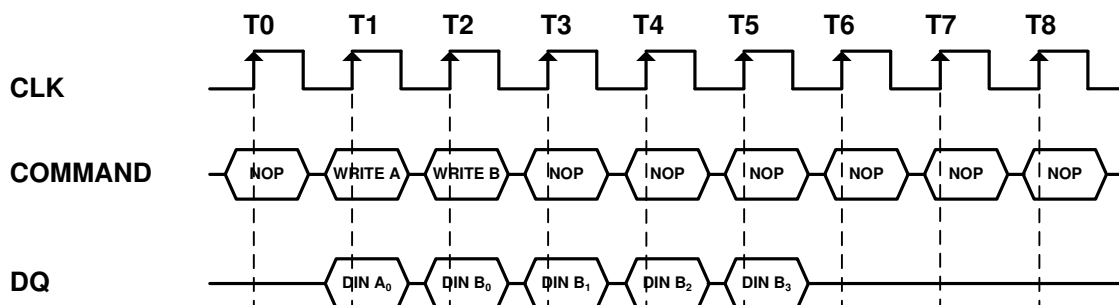 T0 T1 T2 T3 T4 T5 T6 T7 T8
CLK
COMMAND NOP WRITE A WRITE B NOP NOP NOP NOP NOP NOP
DQ DIN A₀ DIN B₀ DIN B₁ DIN B₂ DIN B₃